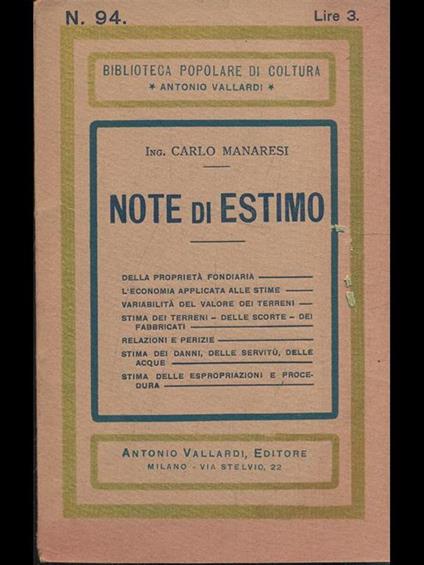 N. 94.
Lire 3.
BIBLIOTECA POPOLARE DI COLTURA
* ANTONIO VALLARDI *
ING. CARLO MANARESI
NOTE DI ESTIMO
DELLA PROPRIETÀ FONDIARIA
L'ECONOMIA APPLICATA ALLE STIME
VARIABILITÀ DEL VALORE DEI TERRENI
STIMA DEI TERRENI - DELLE SCORTE - DEI
FABBRICATI
RELAZIONI E PERIZIE
STIMA DEI DANNI, DELLE SERVITÙ, DELLE
ACQUE
STIMA DELLE ESPROPRIAZIONI E PROCE-
DURA
ANTONIO VALLARDI, EDITORE
MILANO - VIA STELVIO, 22